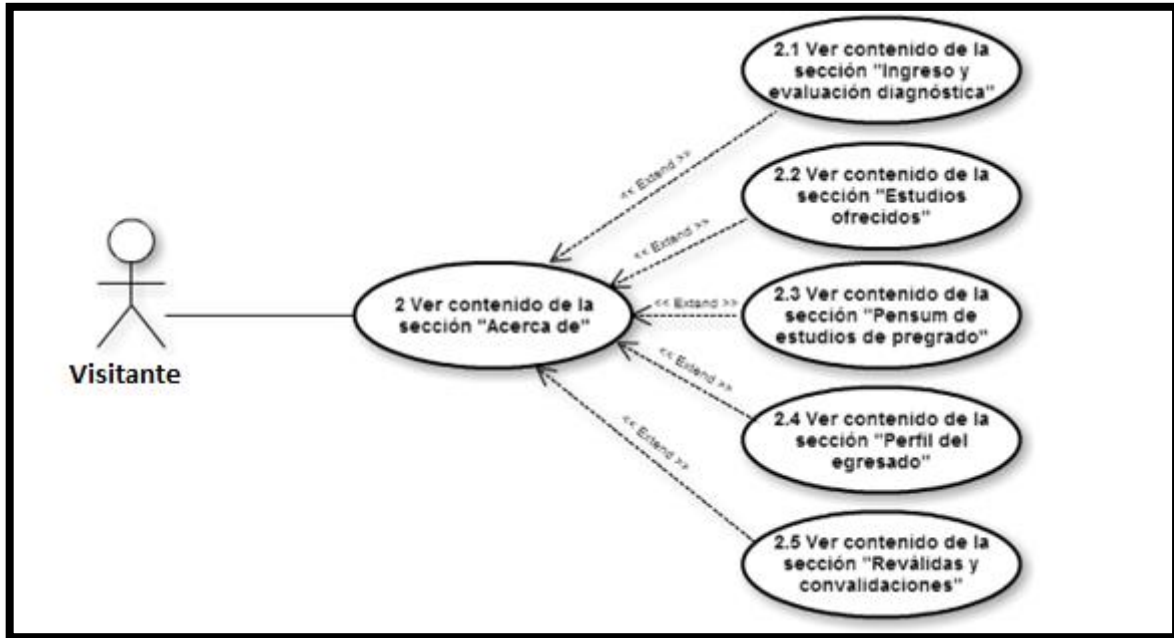 2.1 Ver contenido de la
sección "Ingreso y
evaluación diagnóstica"
<< Extend >>
2.2 Ver contenido de la
sección "Estudios
ofrecidos"
<< Extend >>
2 Ver contenido de la
sección "Acerca de"
<< Extend >>
2.3 Ver contenido de la
sección "Pensum de
estudios de pregrado"
Visitante
<< Extend >>
2.4 Ver contenido de la
sección "Perfil del
egresado"
<< Extend >>
2.5 Ver contenido de la
sección "Reválidas y
convalidaciones"